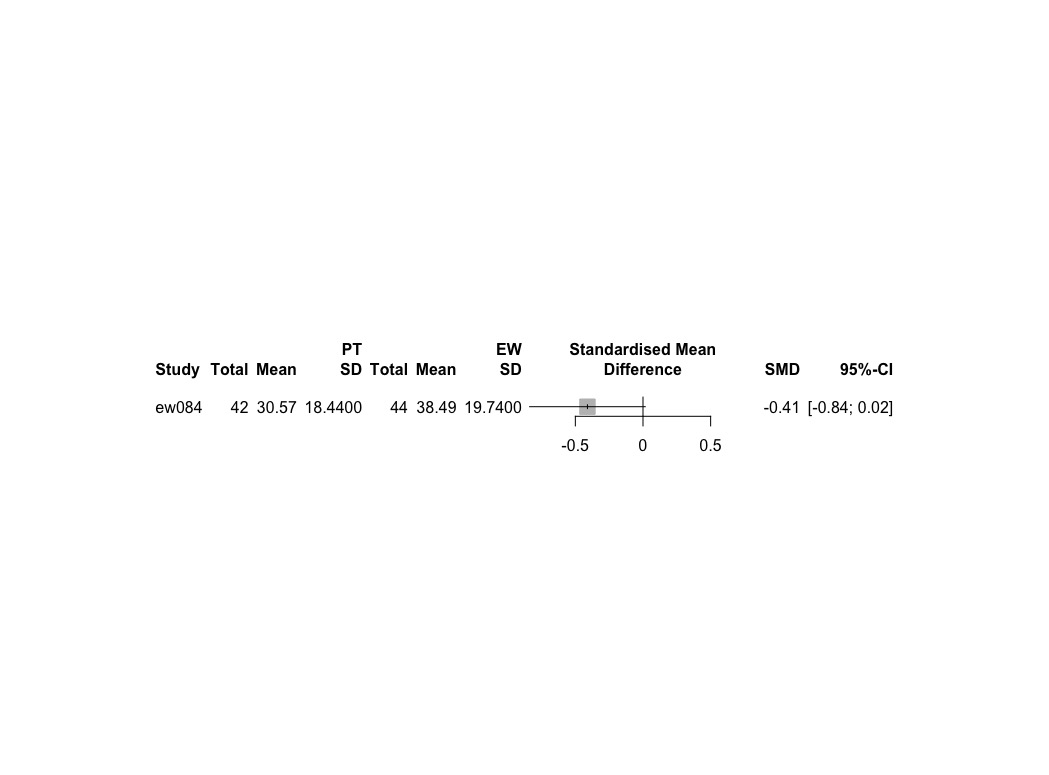 PT EW Standardised Mean
Study Total Mean SD Total Mean SD Difference SMD 95%-CI
ew084 42 30.57 18.4400 44 38.49 19.7400 -0.41 [-0.84; 0.02]
-0.5 0 0.5